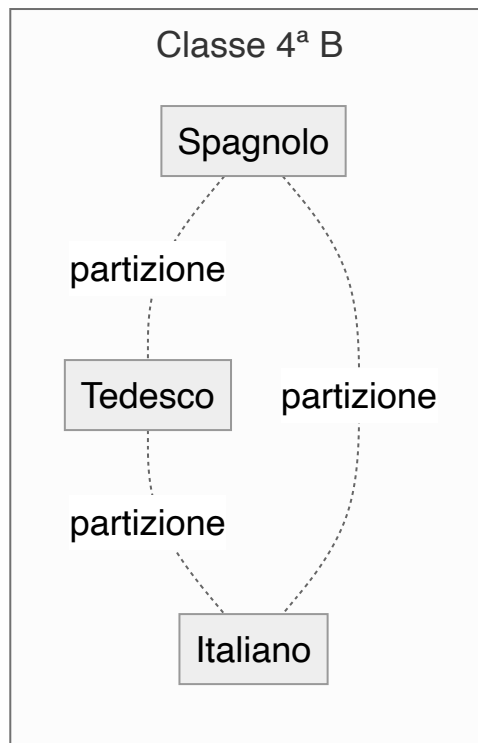 Classe 4ª B
Spagnolo
partizione
Tedesco
partizione
partizione
Italiano